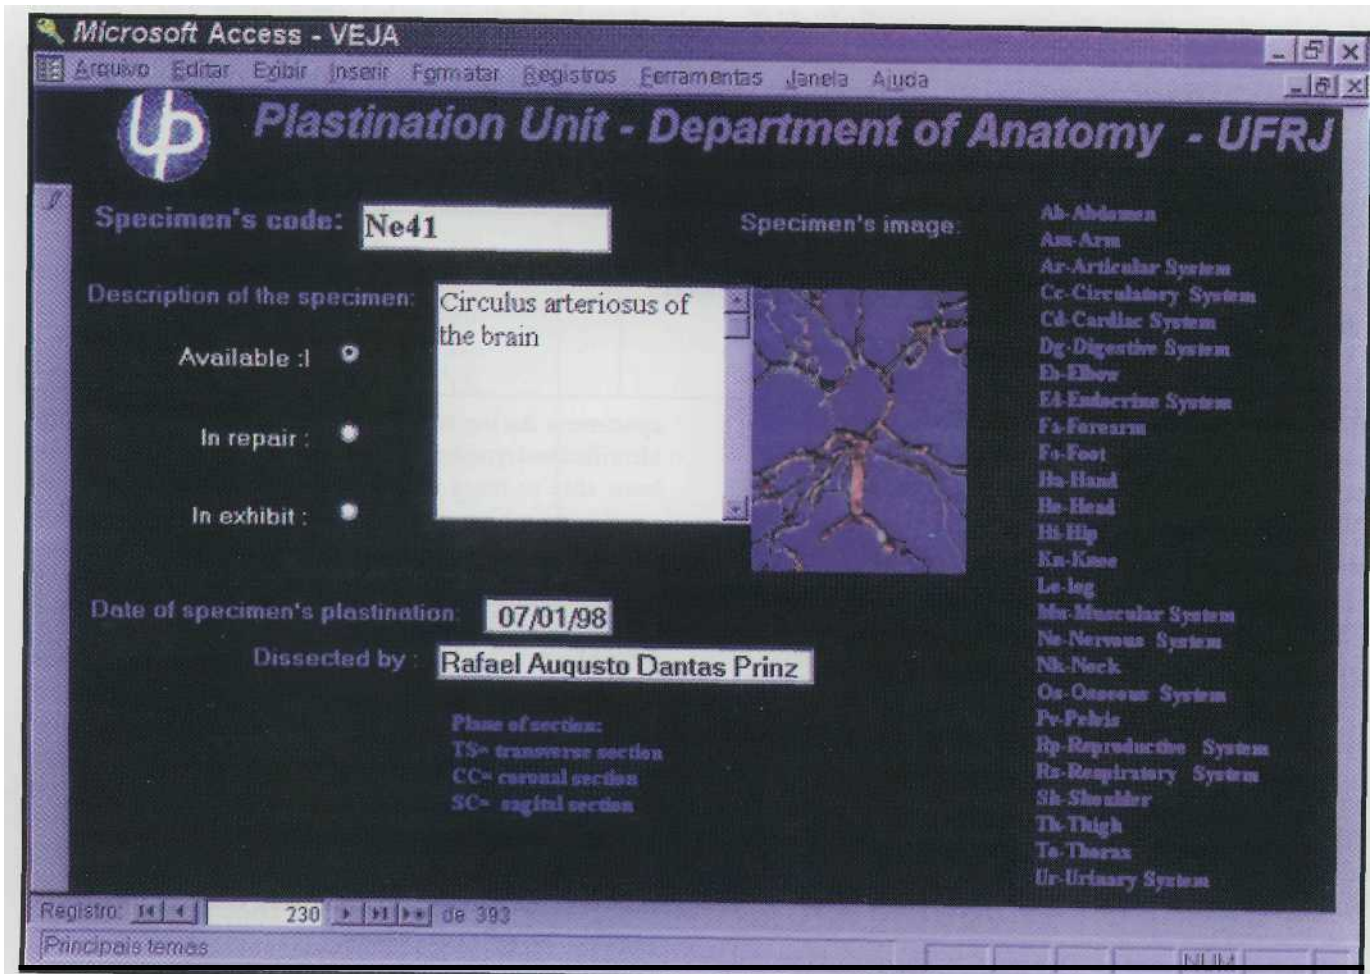 Microsoft Access - VEJA
Arquivo Editar Exibir Inserir Formatar Registros Ferramentas Janela Ajuda
up Plastination Unit - Department of Anatomy - UFRJ
Specimen's code: Ne41
Specimen's image:
Description of the specimen: Circulus arteriosus of
the brain
Available :I
In repair :
In exhibit :
Date of specimen's plastination: 07/01/98
Dissected by : Rafael Auqusto Dantas Prinz
Plane of section:
TS= transverse section
CC= coronal section
SC= sagital section
Ab-Abdomen
Am-Arm
Ar-Articular System
Cc-Circulatory System
Cd-Cardiac System
Dg-Digestive System
Eb-Elbow
Ed-Endocrine System
Fa-Forearm
Fo-Foot
Ha-Hand
He-Head
Hi-Hip
Kn-Knee
Le-leg
Mu-Muscular System
Ne-Nervous System
Nk-Neck
Os-Osseous System
Pv-Pelvis
Rp-Reproductive System
Rs-Respiratory System
Sh-Shoulder
Th-Thigh
To-Thorax
Ur-Urinary System
Registro: 230 de 393
Principais temas
NUM